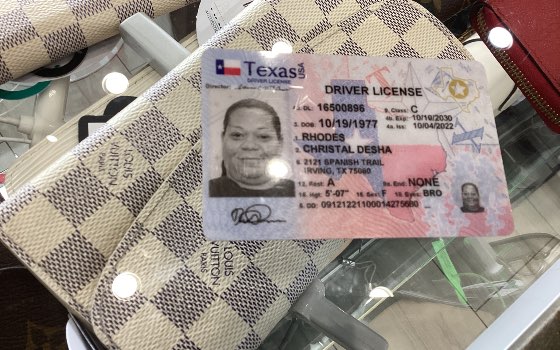 Texas USA
DRIVER LICENSE
Director:
DRIVER LICENSE
DL: 16500896 9. Class: C
4b. Exp: 10/19/2030
3. DOB: 10/19/1977 4a. Iss: 10/04/2022
1. RHODES
2. CHRISTAL DESHA
8. 2121 SPANISH TRAIL
IRVING, TX 75060
12. Rest: A 9a. End: NONE
16. Hgt: 5'-07" 15. Sex: F 18. Eyes: BRO
5. DD:
LOUIS
VUITTON
PARIS
LOUIS
VUITTON